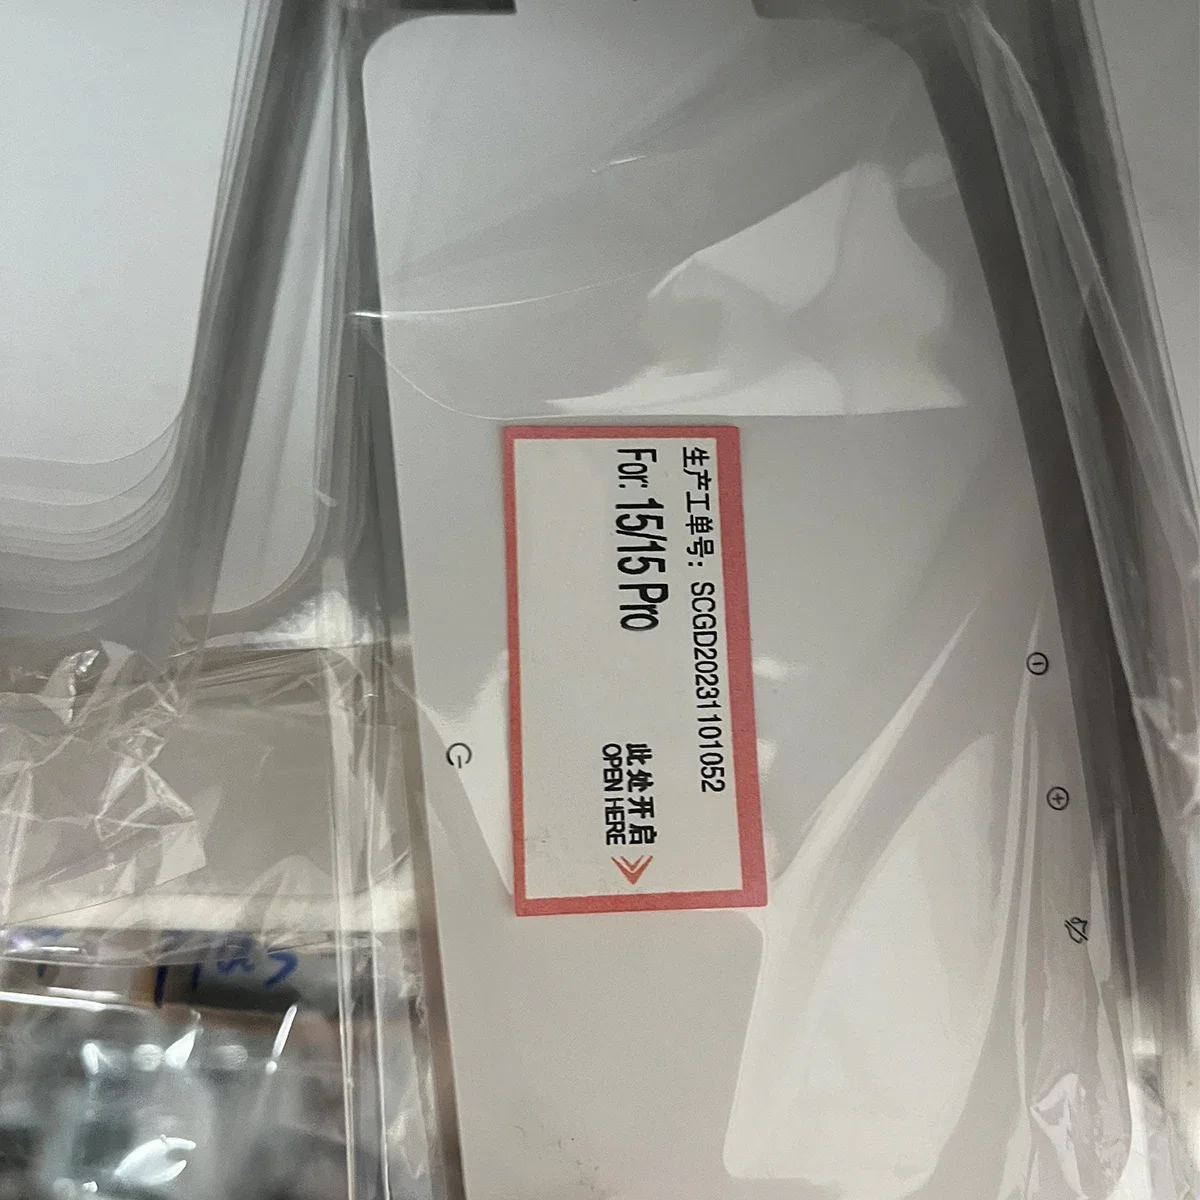 生产工单号：SCGD20231101052
For: 15/15 Pro
此处开启
OPEN HERE